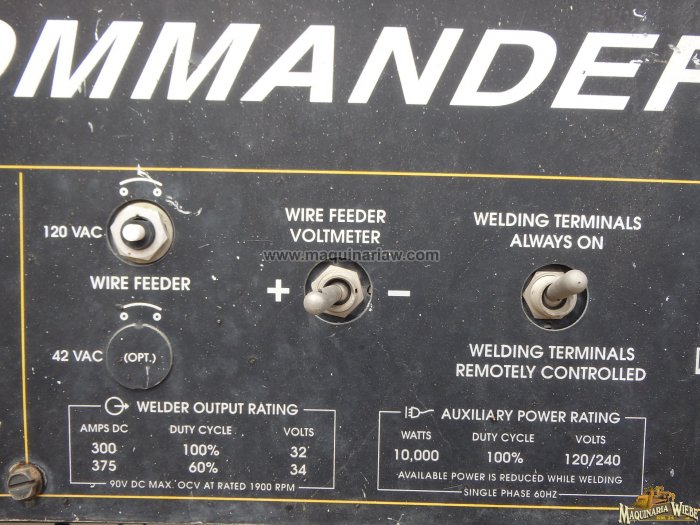 OMMANDER
WIRE FEEDER
VOLTMETER
WELDING TERMINALS
ALWAYS ON
120 VAC
www.maquinariaw.com
WIRE FEEDER
+ −
42 VAC
(OPT.)
WELDING TERMINALS
REMOTELY CONTROLLED
WELDER OUTPUT RATING
AMPS DC DUTY CYCLE VOLTS
300 100% 32
375 60% 34
90V DC MAX. OCV AT RATED 1900 RPM
AUXILIARY POWER RATING
WATTS DUTY CYCLE VOLTS
10,000 100% 120/240
AVAILABLE POWER IS REDUCED WHILE WELDING
SINGLE PHASE 60HZ
MAQUINARIA WIEBE